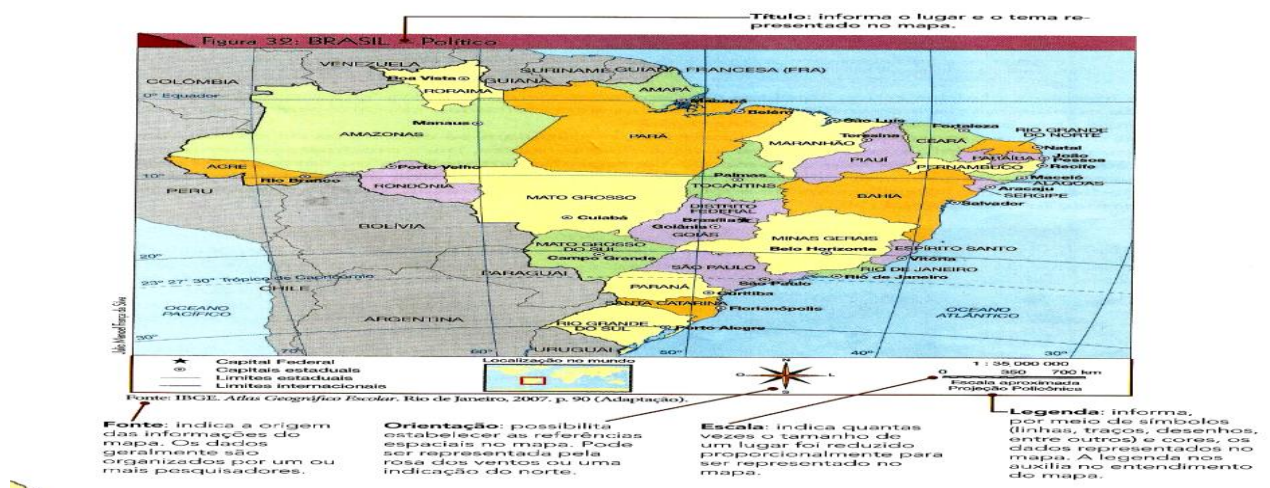 Título: informa o lugar e o tema re-
presentado no mapa.
Figura 32: BRASIL - Político
VENEZUELA
SURINAME
GUIANA FRANCESA (FRA)
COLÔMBIA
Boa Vista
GUIANA
RORAIMA
AMAPÁ
0° Equador
Macapá
Belém
Manaus
São Luís
Fortaleza
AMAZONAS
PARÁ
Teresina
RIO GRANDE
DO NORTE
MARANHÃO
CEARÁ
Natal
ACRE
Porto Velho
PIAUÍ
PARAÍBA
João
Pessoa
PERNAMBUCO
Recife
10°
Rio Branco
Palmas
Maceió
PERU
RONDÔNIA
TOCANTINS
ALAGOAS
Aracaju
SERGIPE
MATO GROSSO
BAHIA
Salvador
DISTRITO
FEDERAL
Cuiabá
Brasília
BOLÍVIA
Goiânia
GOIÁS
MINAS GERAIS
MATO GROSSO
DO SUL
Belo Horizonte
ESPÍRITO SANTO
20°
Campo Grande
Vitória
PARAGUAI
SÃO PAULO
RIO DE JANEIRO
23° 27' 30" Trópico de Capricórnio
Rio de Janeiro
São Paulo
CHILE
PARANÁ
Curitiba
OCEANO
PACÍFICO
SANTA CATARINA
Florianópolis
OCEANO
ATLÂNTICO
ARGENTINA
RIO GRANDE
DO SUL
Porto Alegre
30°
URUGUAI
70°
60°
50°
40°
30°
Capital Federal
Capitais estaduais
Limites estaduais
Limites internacionais
Localização no mundo
N
O
L
S
1 : 35 000 000
0 350 700 km
Escala aproximada
Projeção Policônica
Fonte: IBGE. Atlas Geográfico Escolar. Rio de Janeiro, 2007. p. 90 (Adaptação).
Fonte: indica a origem
das informações do
mapa. Os dados
geralmente são
organizados por um ou
mais pesquisadores.
Orientação: possibilita
estabelecer as referências
espaciais no mapa. Pode
ser representada pela
rosa dos ventos ou uma
indicação do norte.
Escala: indica quantas
vezes o tamanho de
um lugar foi reduzido
proporcionalmente para
ser representado no
mapa.
Legenda: informa,
por meio de símbolos
(linhas, traços, desenhos,
entre outros) e cores, os
dados representados no
mapa. A legenda nos
auxilia no entendimento
do mapa.